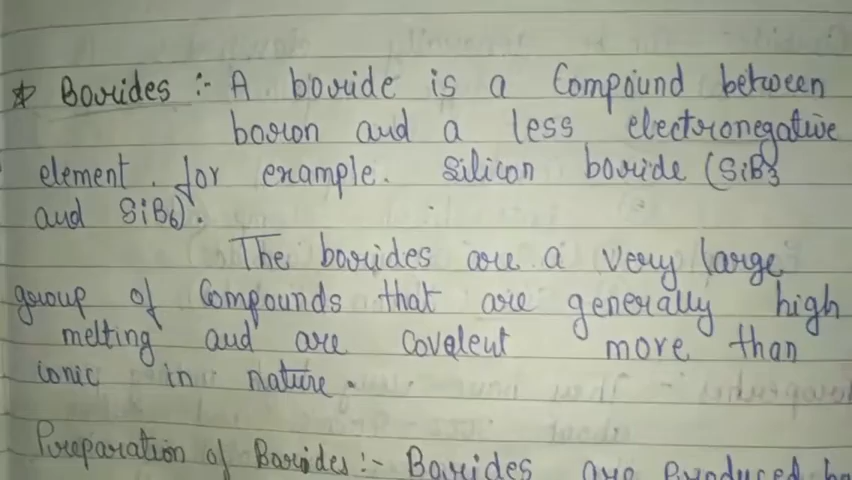 * Borides :- A boride is a Compound between
boron and a less electronegative
element. for example. Silicon boride (SiB3
and SiB6).
The borides are a very large
group of Compounds that are generally high
melting and are covalent more than
ionic in nature.
Preparation of Borides :- Borides are produced